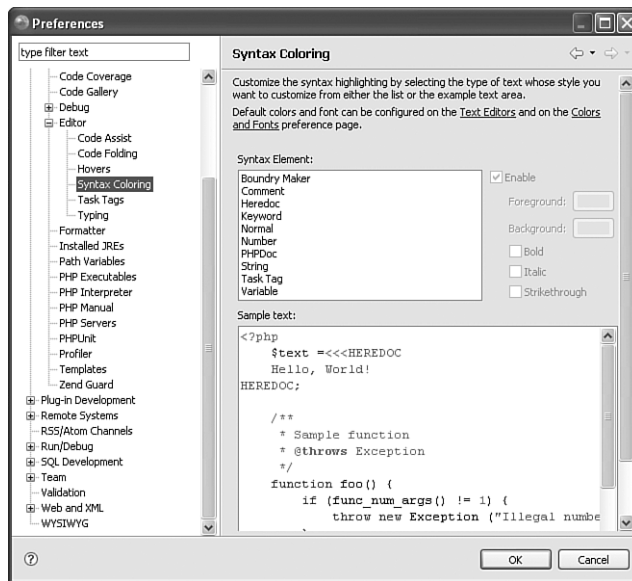 Preferences
type filter text
Code Coverage
Code Gallery
Debug
Editor
Code Assist
Code Folding
Hovers
Syntax Coloring
Task Tags
Typing
Formatter
Installed JREs
Path Variables
PHP Executables
PHP Interpreter
PHP Manual
PHP Servers
PHPUnit
Profiler
Templates
Zend Guard
Plug-in Development
Remote Systems
RSS/Atom Channels
Run/Debug
SQL Development
Team
Validation
Web and XML
WYSIWYG
Syntax Coloring
Customize the syntax highlighting by selecting the type of text whose style you
want to customize from either the list or the example text area.
Default colors and font can be configured on the Text Editors and on the Colors
and Fonts preference page.
Syntax Element:
Boundry Maker
Comment
Heredoc
Keyword
Normal
Number
PHPDoc
String
Task Tag
Variable
Enable
Foreground:
Background:
Bold
Italic
Strikethrough
Sample text:
<?php
$text =<<<HEREDOC
Hello, World!
HEREDOC;
/**
* Sample function
* @throws Exception
*/
function foo() {
if (func_num_args() != 1) {
throw new Exception ("Illegal numbe
?
OK
Cancel